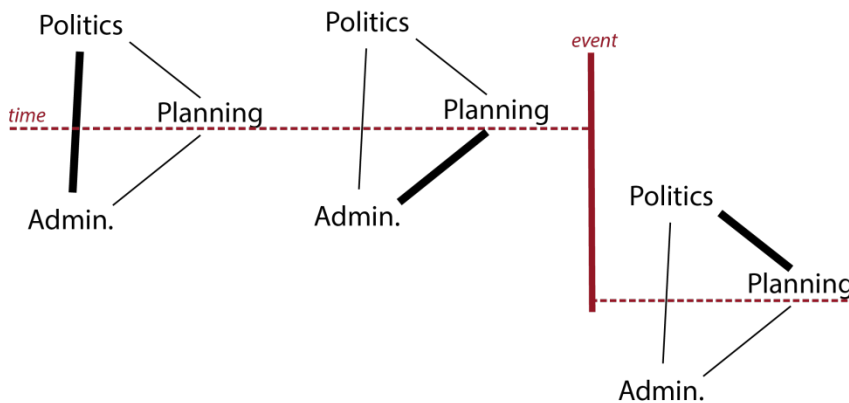 Politics
Politics
event
time
Planning
Planning
Admin.
Admin.
Politics
Planning
Admin.